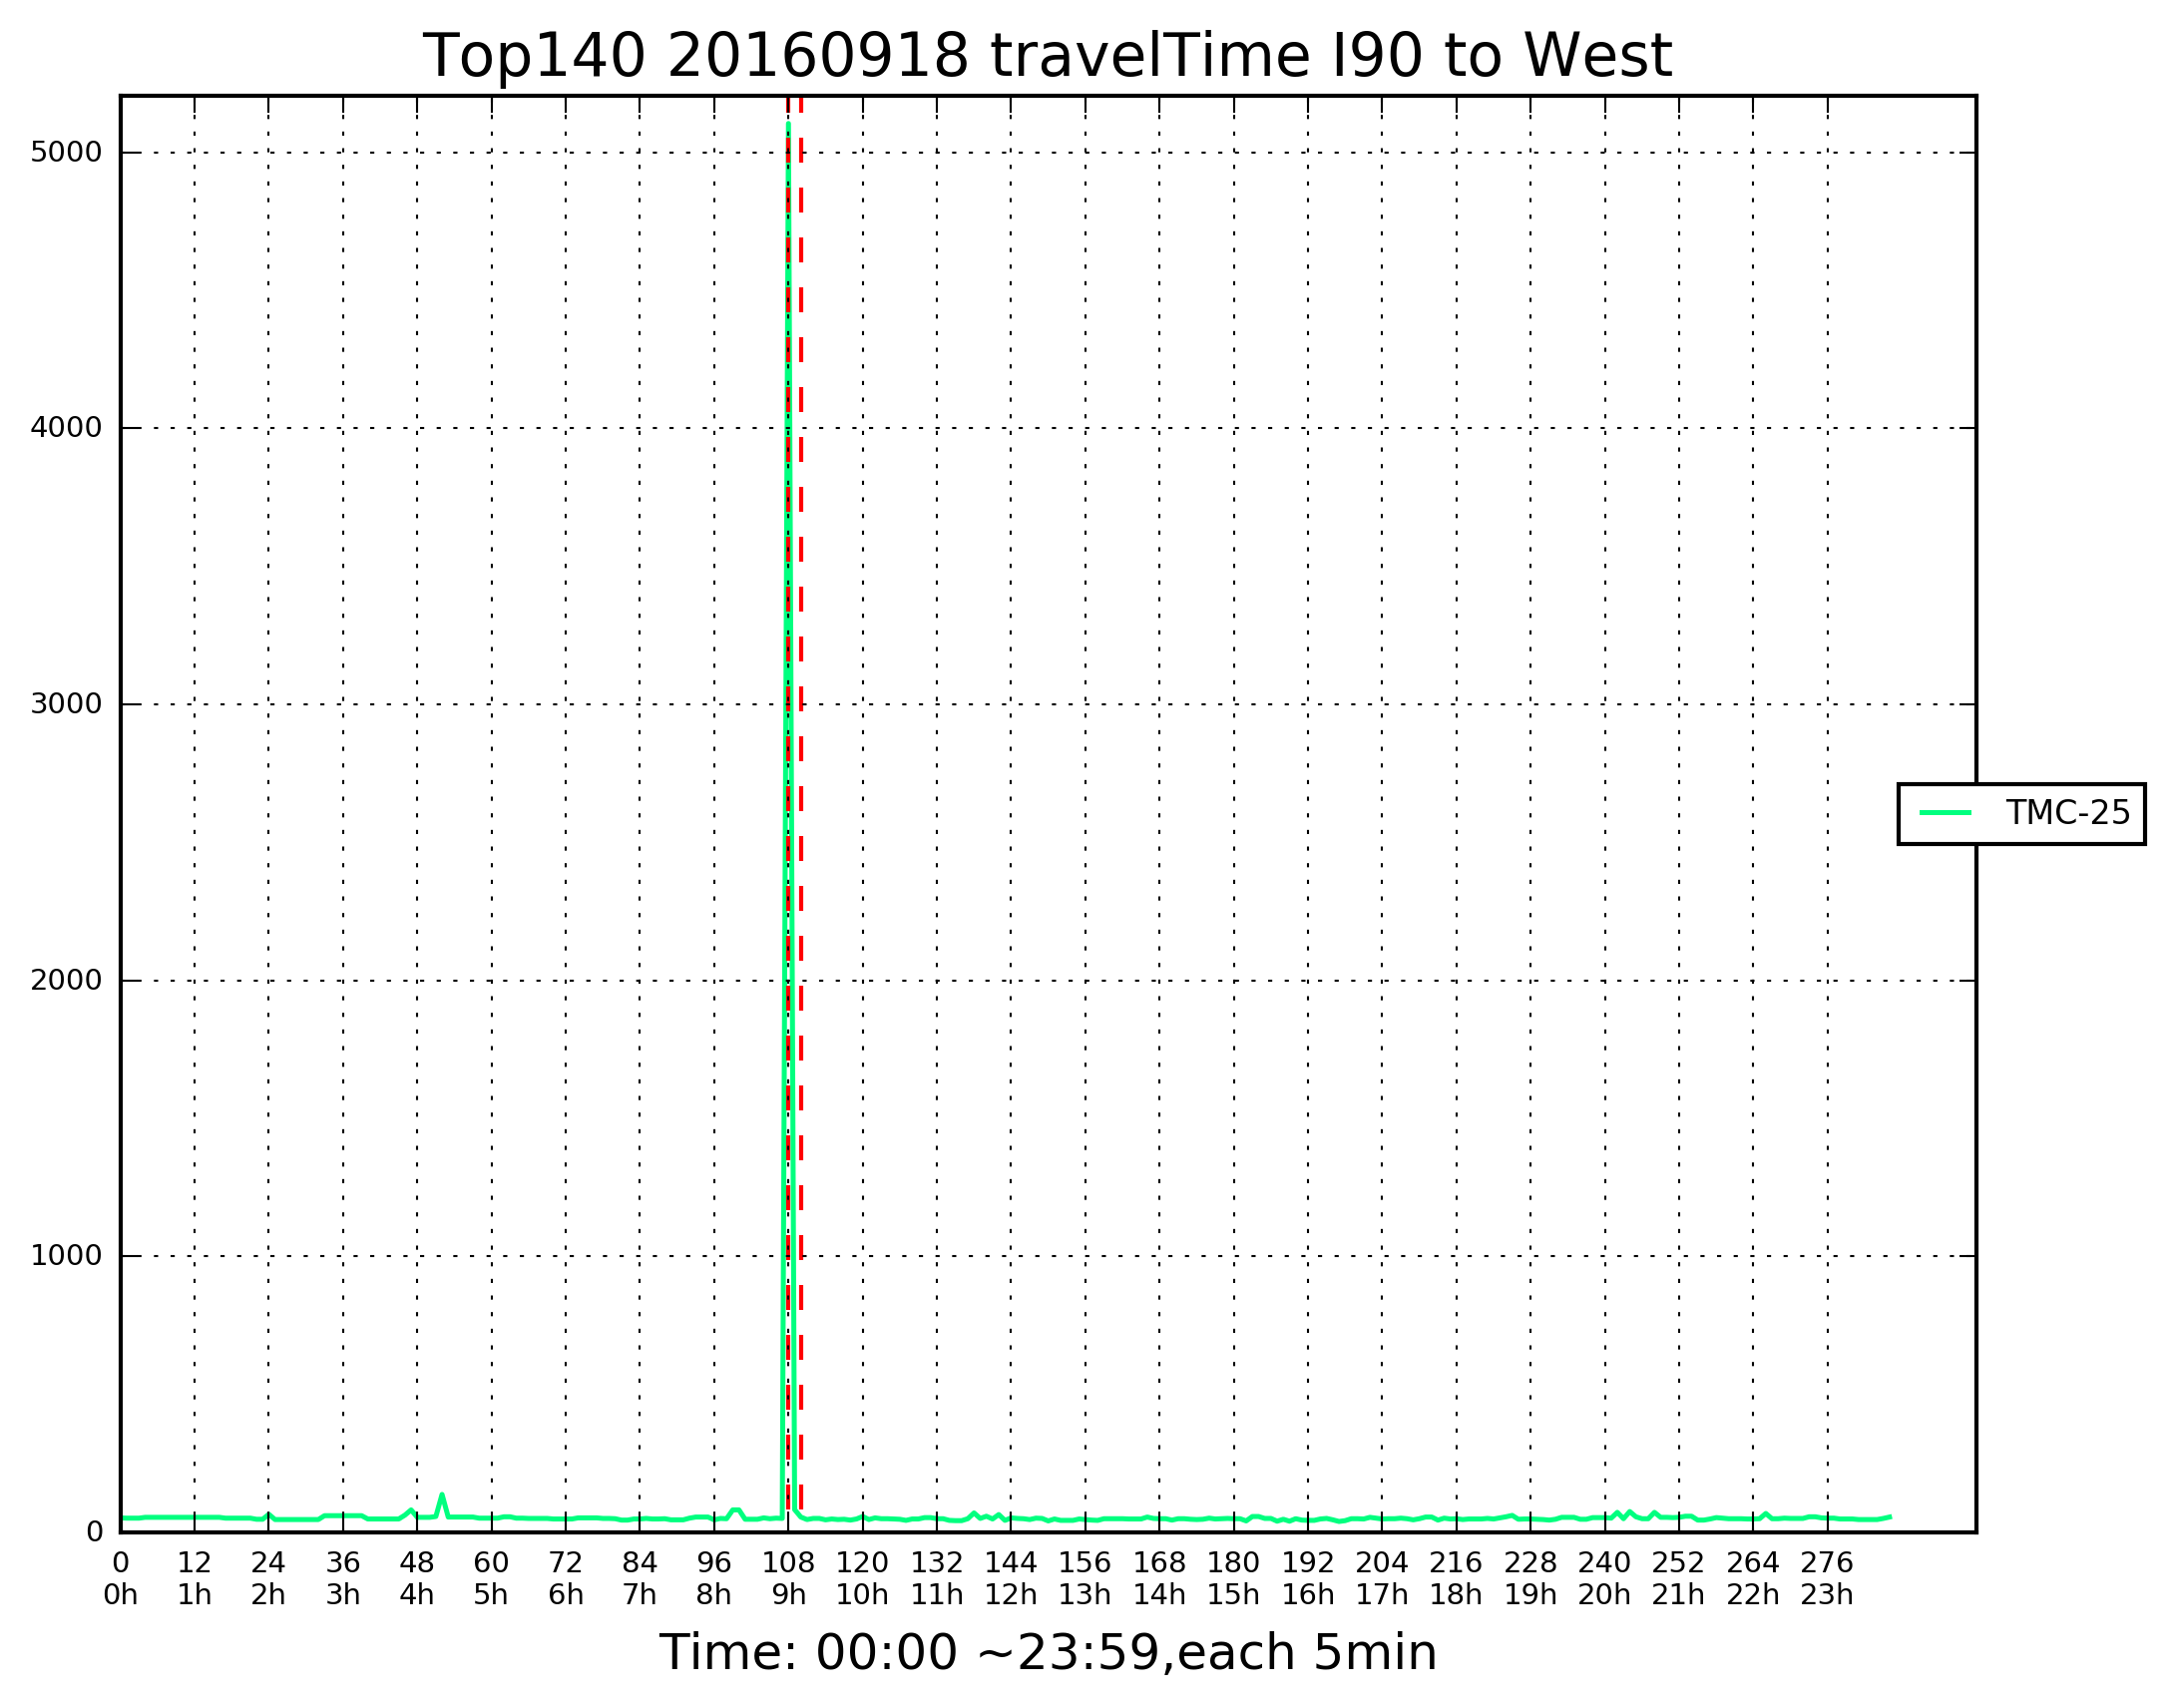 Top140 20160918 travelTime I90 to West
5000
4000
3000
2000
1000
0
TMC-25
0 12 24 36 48 60 72 84 96 108 120 132 144 156 168 180 192 204 216 228 240 252 264 276
0h 1h 2h 3h 4h 5h 6h 7h 8h 9h 10h 11h 12h 13h 14h 15h 16h 17h 18h 19h 20h 21h 22h 23h
Time: 00:00 ~23:59,each 5min